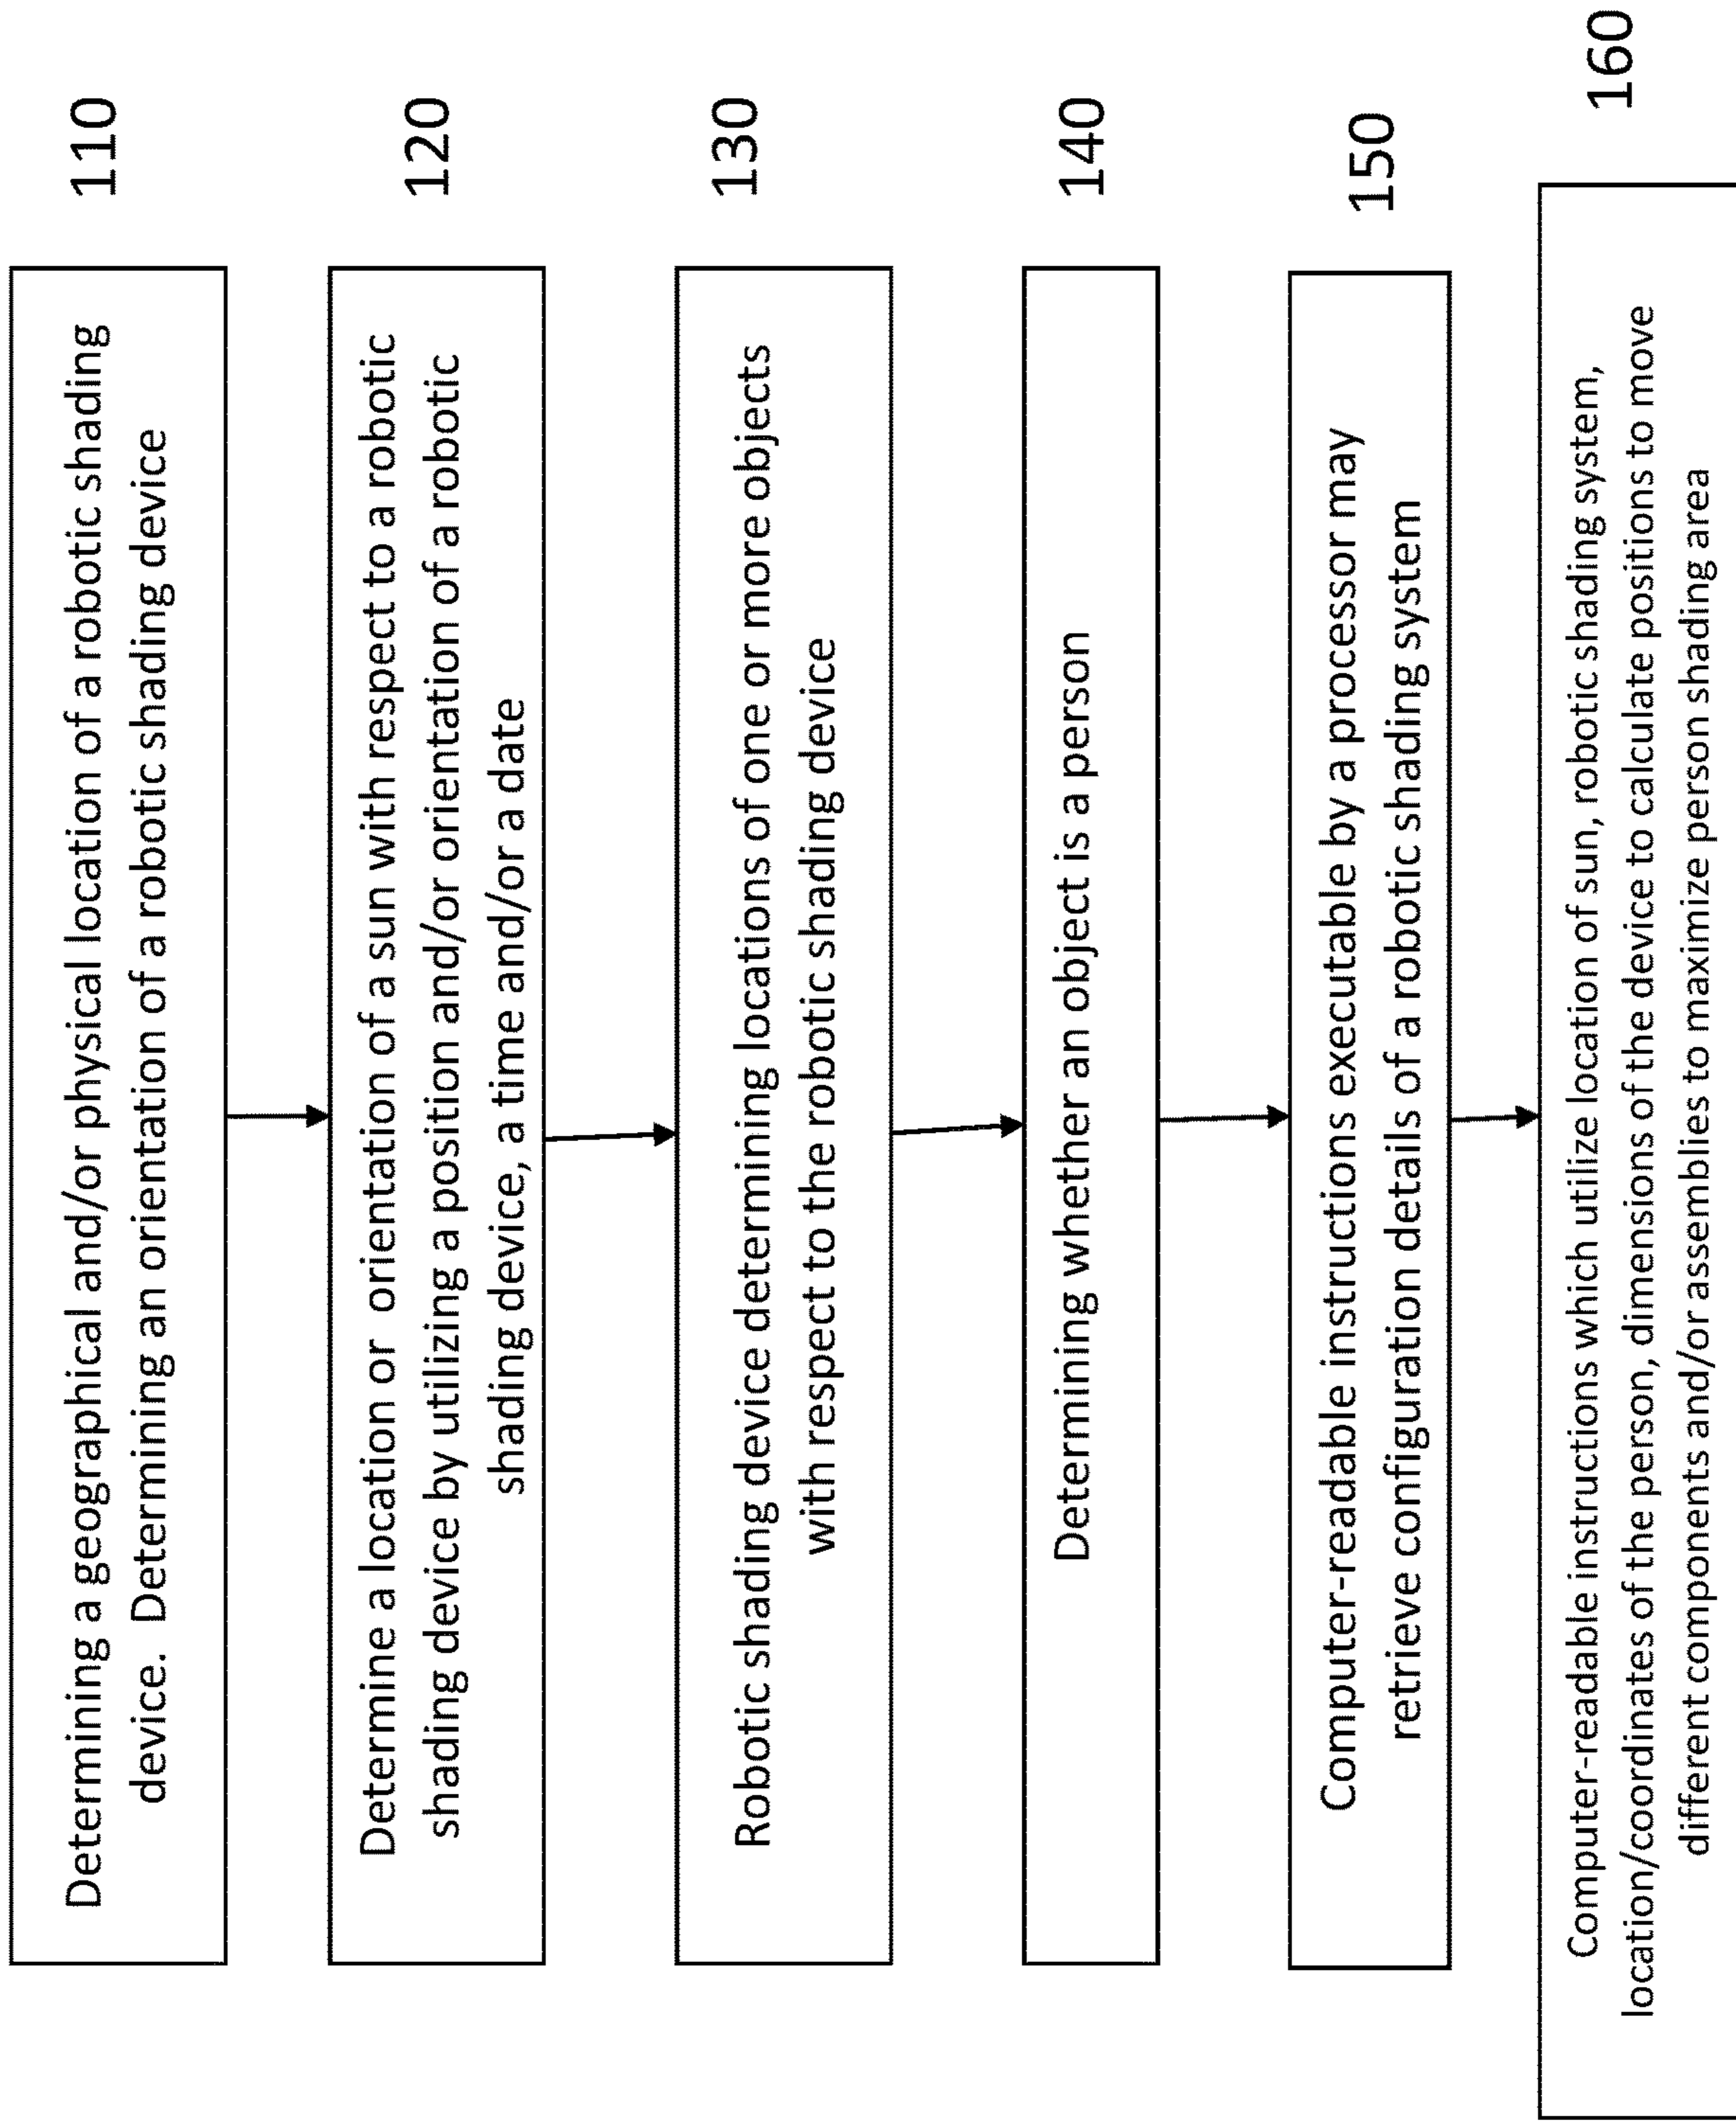 Determining a geographical and/or physical location of a robotic shading
device. Determining an orientation of a robotic shading device
110
Determine a location or orientation of a sun with respect to a robotic
shading device by utilizing a position and/or orientation of a robotic
shading device, a time and/or a date
120
Robotic shading device determining locations of one or more objects
with respect to the robotic shading device
130
Determining whether an object is a person
140
Computer-readable instructions executable by a processor may
retrieve configuration details of a robotic shading system
150
Computer-readable instructions which utilize location of sun, robotic shading system,
location/coordinates of the person, dimensions of the device to calculate positions to move
different components and/or assemblies to maximize person shading area
160